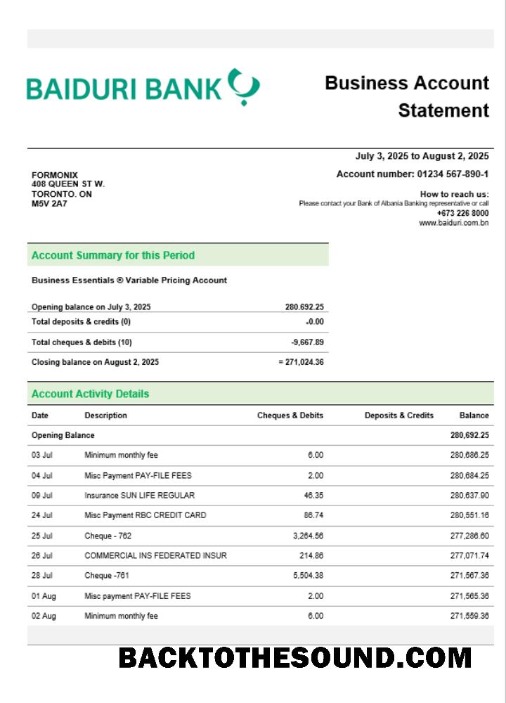 BAIDURI BANK
Business Account
Statement
July 3, 2025 to August 2, 2025
FORMONIX
408 QUEEN ST W.
TORONTO. ON
M5V 2A7
Account number: 01234 567-890-1
How to reach us:
Please contact your Bank of Albania Banking representative or call
+673 226 8000
www.baiduri.com.bn
Account Summary for this Period
Business Essentials ® Variable Pricing Account
Opening balance on July 3, 2025 280.692.25
Total deposits & credits (0) .0.00
Total cheques & debits (10) -9,667.89
Closing balance on August 2, 2025 = 271,024.36
Account Activity Details
Date Description Cheques & Debits Deposits & Credits Balance
Opening Balance 280,692.25
03 Jul Minimum monthly fee 6.00 280,686.25
04 Jul Misc Payment PAY-FILE FEES 2.00 280,684.25
09 Jul Insurance SUN LIFE REGULAR 46.35 280,637.90
24 Jul Misc Payment RBC CREDIT CARD 86.74 280,551.16
25 Jul Cheque - 762 3,264.56 277,286.60
26 Jul COMMERCIAL INS FEDERATED INSUR 214.86 277,071.74
28 Jul Cheque -761 5,504.38 271,567.36
01 Aug Misc payment PAY-FILE FEES 2.00 271,565.36
02 Aug Minimum monthly fee 6.00 271,559.36
BACKTOTHESOUND.COM